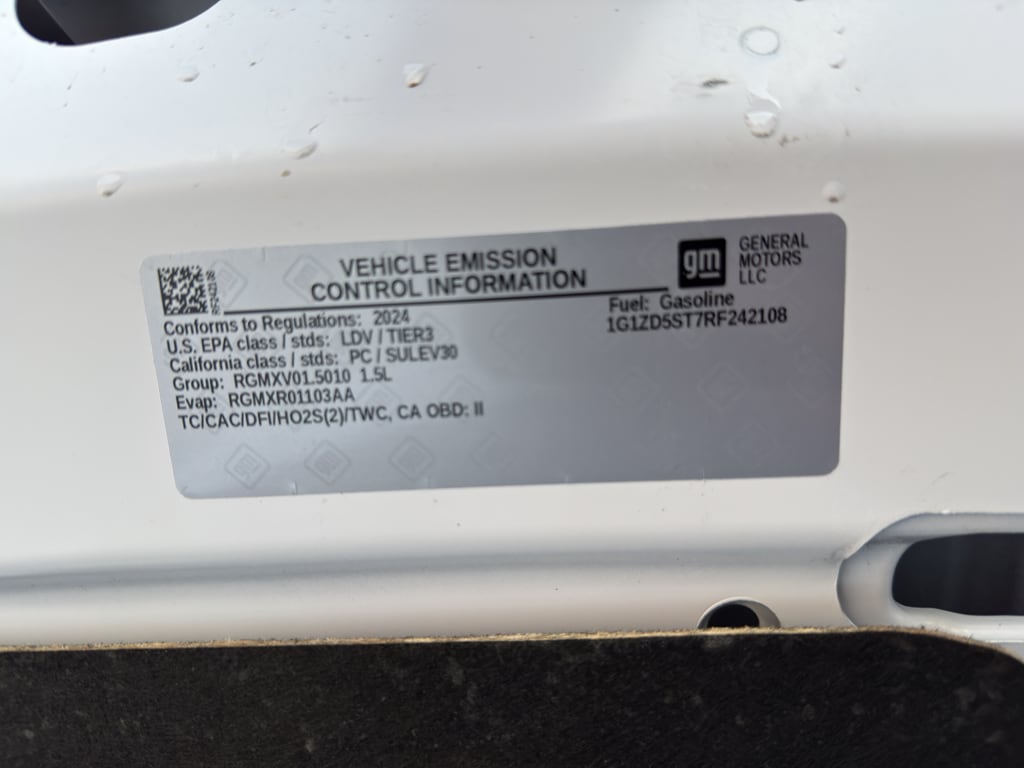 RF242108
VEHICLE EMISSION
CONTROL INFORMATION
gm
GENERAL
MOTORS
LLC
Conforms to Regulations: 2024
U.S. EPA class / stds: LDV / TIER3
California class / stds: PC / SULEV30
Group: RGMXV01.5010 1.5L
Evap: RGMXR01103AA
TC/CAC/DFI/HO2S(2)/TWC, CA OBD: II
Fuel: Gasoline
1G1ZD5ST7RF242108